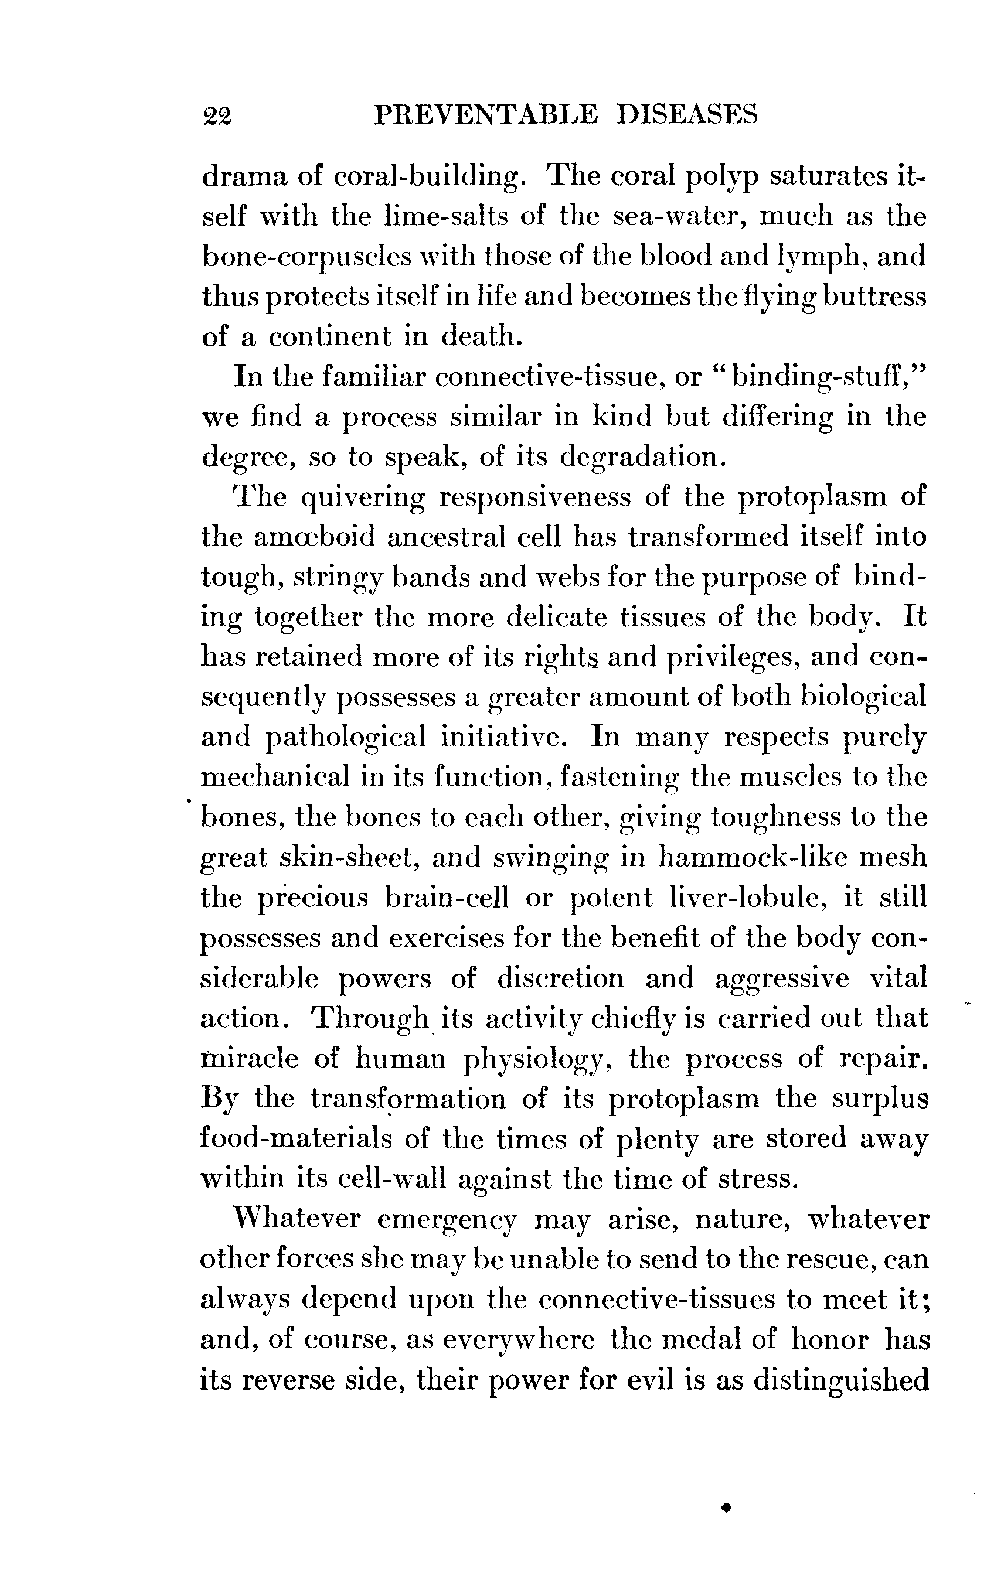 22 PREVENTABLE DISEASES
drama of coral-building. The coral polyp saturates it-
self with the lime-salts of the sea-water, much as the
bone-corpuscles with those of the blood and lymph, and
thus protects itself in life and becomes the flying buttress
of a continent in death.
In the familiar connective-tissue, or “binding-stuff,”
we find a process similar in kind but differing in the
degree, so to speak, of its degradation.
The quivering responsiveness of the protoplasm of
the amœboid ancestral cell has transformed itself into
tough, stringy bands and webs for the purpose of bind-
ing together the more delicate tissues of the body. It
has retained more of its rights and privileges, and con-
sequently possesses a greater amount of both biological
and pathological initiative. In many respects purely
mechanical in its function, fastening the muscles to the
bones, the bones to each other, giving toughness to the
great skin-sheet, and swinging in hammock-like mesh
the precious brain-cell or potent liver-lobule, it still
possesses and exercises for the benefit of the body con-
siderable powers of discretion and aggressive vital
action. Through its activity chiefly is carried out that
miracle of human physiology, the process of repair.
By the transformation of its protoplasm the surplus
food-materials of the times of plenty are stored away
within its cell-wall against the time of stress.
Whatever emergency may arise, nature, whatever
other forces she may be unable to send to the rescue, can
always depend upon the connective-tissues to meet it;
and, of course, as everywhere the medal of honor has
its reverse side, their power for evil is as distinguished